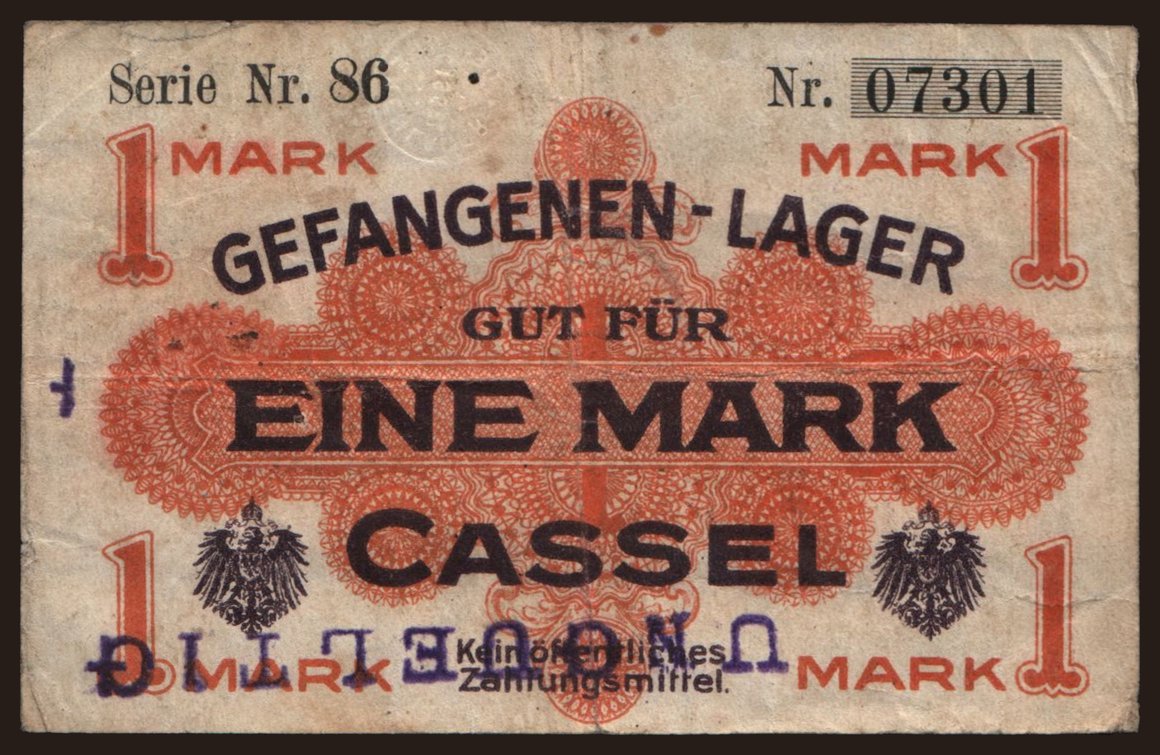 Serie Nr. 86
Nr. 07301
1 MARK
MARK 1
GEFANGENEN-LAGER
GUT FÜR
EINE MARK
CASSEL
1 MARK
MARK 1
Kein öffentliches
Zahlungsmittel.
UNGUELTIG